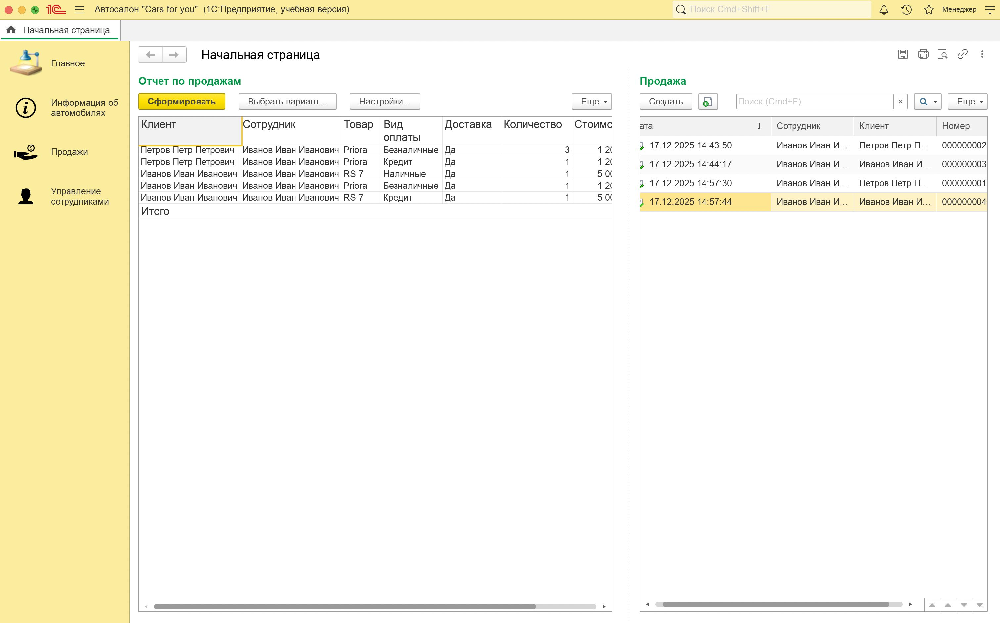 1С Автосалон "Cars for you" (1С:Предприятие, учебная версия) Поиск Cmd+Shift+F Менеджер
Начальная страница
Главное
Информация об
автомобилях
Продажи
Управление
сотрудниками
Начальная страница
Отчет по продажам
Сформировать Выбрать вариант... Настройки... Еще
Клиент Сотрудник Товар Вид оплаты Доставка Количество Стоимо
Петров Петр Петрович Иванов Иван Иванович Priora Безналичные Да 3 1 20
Петров Петр Петрович Иванов Иван Иванович Priora Кредит Да 1 1 20
Иванов Иван Иванович Иванов Иван Иванович RS 7 Наличные Да 1 5 00
Иванов Иван Иванович Иванов Иван Иванович Priora Безналичные Да 1 1 20
Иванов Иван Иванович Иванов Иван Иванович RS 7 Кредит Да 1 5 00
Итого
Продажа
Создать Поиск (Cmd+F) × Еще
ата ↓ Сотрудник Клиент Номер
17.12.2025 14:43:50 Иванов Иван И... Петров Петр П... 000000002
17.12.2025 14:44:17 Иванов Иван И... Иванов Иван И... 000000003
17.12.2025 14:57:30 Иванов Иван И... Петров Петр П... 000000001
17.12.2025 14:57:44 Иванов Иван И... Иванов Иван И... 000000004